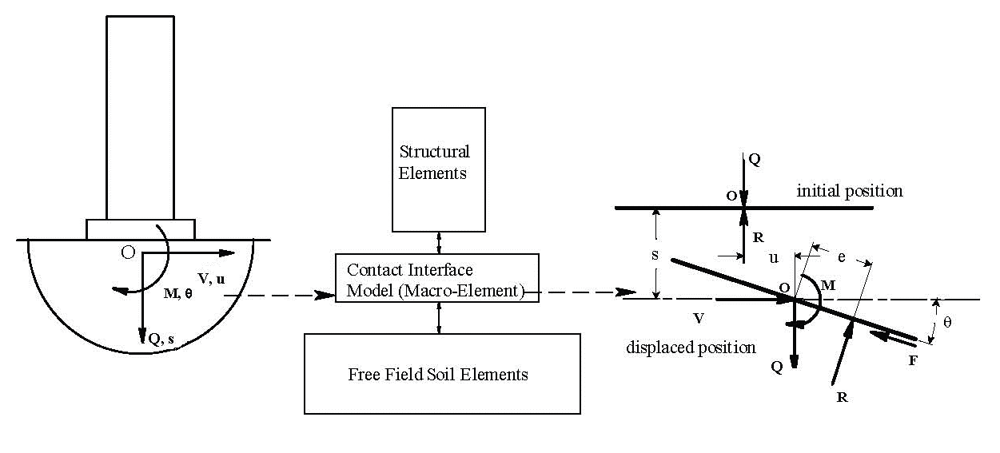 O
V, u
M, θ
Q, s
Structural
Elements
Contact Interface
Model (Macro-Element)
Free Field Soil Elements
Q
O
initial position
R
s
u
e
O
M
V
θ
displaced position
Q
F
R